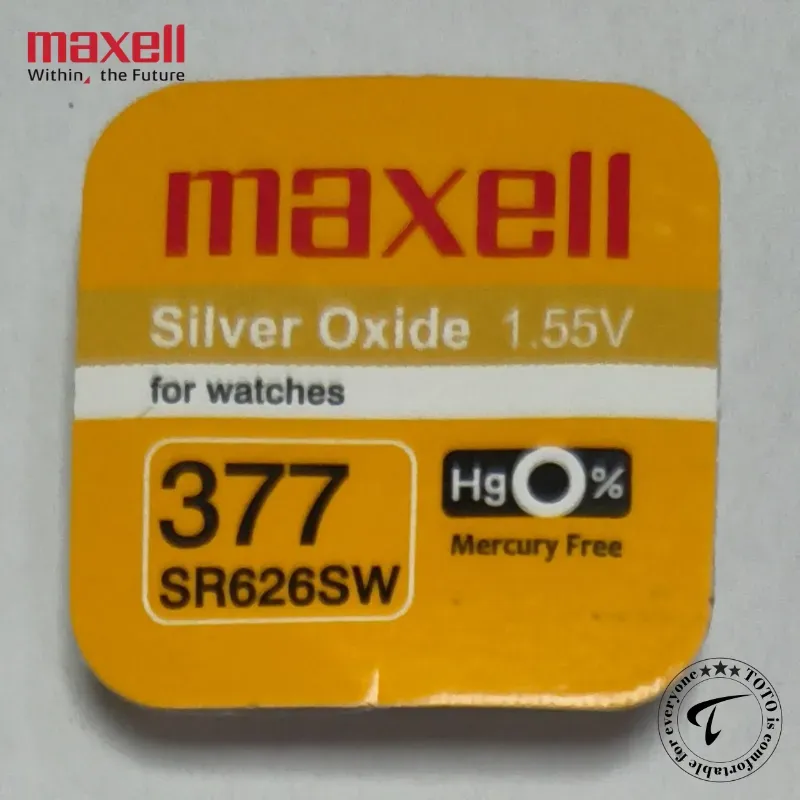 maxell
Within, the Future
maxell
Silver Oxide 1.55V
for watches
377
SR626SW
Hg0%
Mercury Free
TOTO is comfortable for everyone